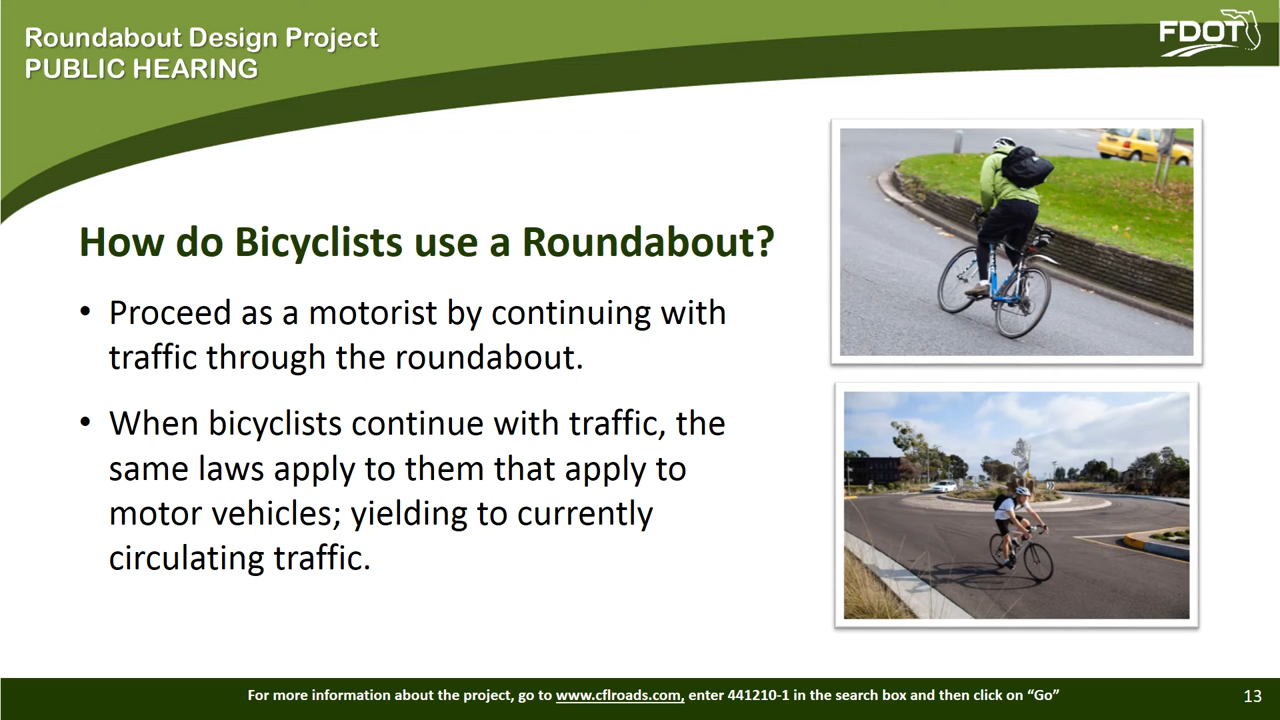 Roundabout Design Project
PUBLIC HEARING
FDOT
How do Bicyclists use a Roundabout?
• Proceed as a motorist by continuing with
traffic through the roundabout.
• When bicyclists continue with traffic, the
same laws apply to them that apply to
motor vehicles; yielding to currently
circulating traffic.
For more information about the project, go to www.cflroads.com, enter 441210-1 in the search box and then click on “Go”
13